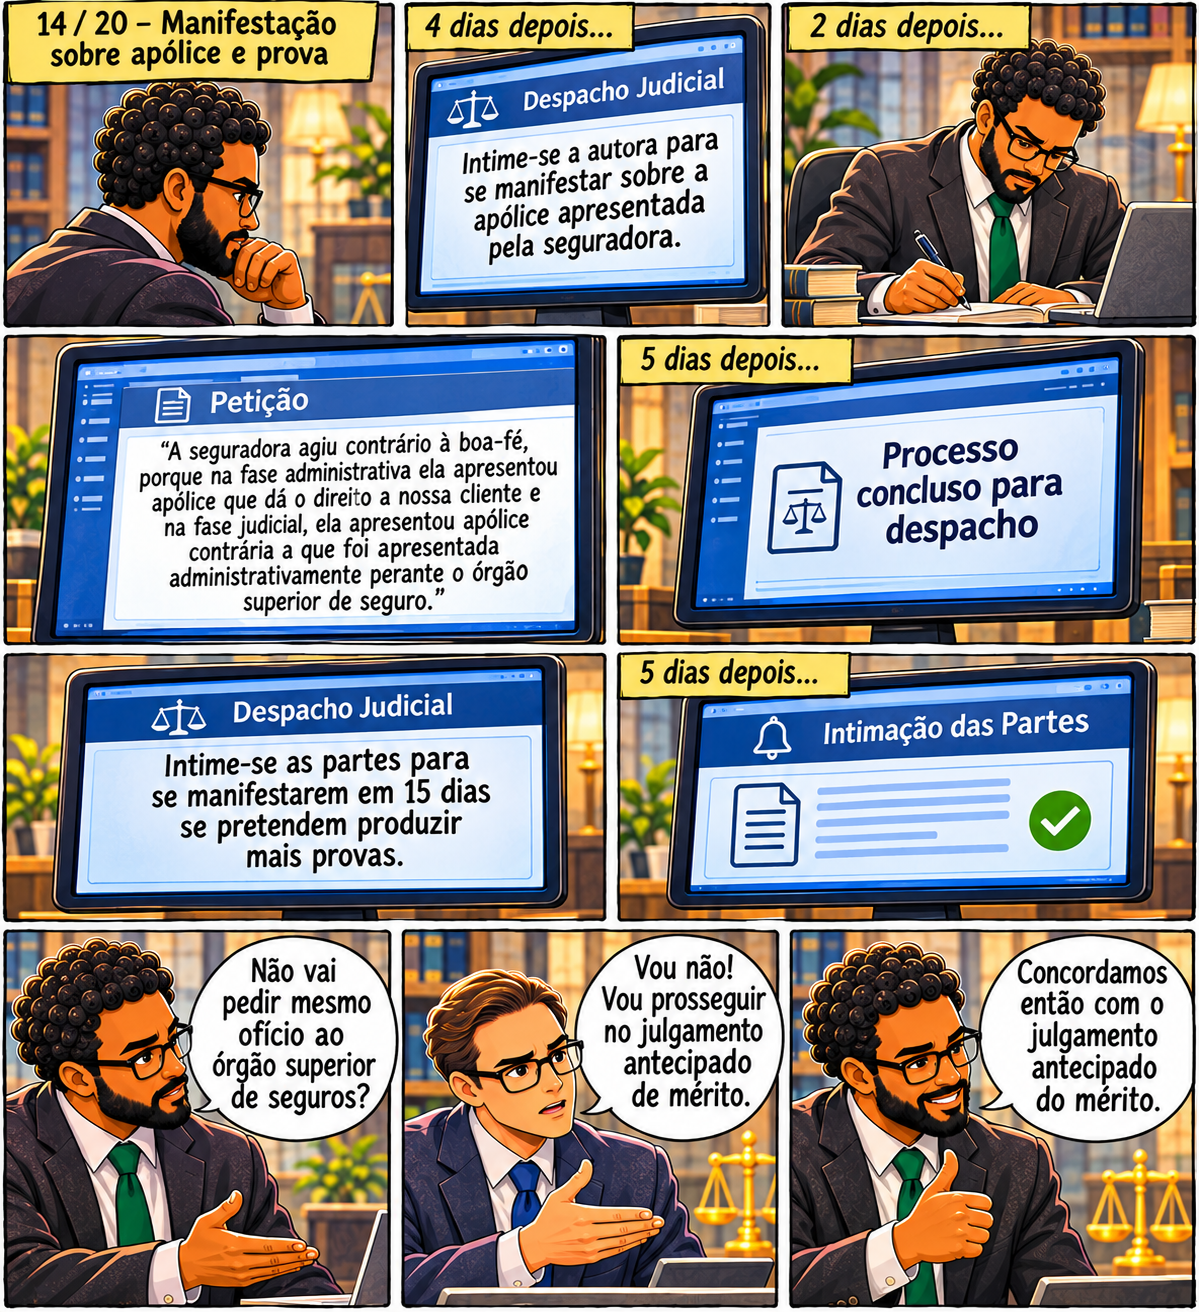 14 / 20 – Manifestação
sobre apólice e prova
4 dias depois...
Despacho Judicial
Intime-se a autora para
se manifestar sobre a
apólice apresentada
pela seguradora.
2 dias depois...
Petição
“A seguradora agiu contrário à boa-fé,
porque na fase administrativa ela apresentou
apólice que dá o direito a nossa cliente e
na fase judicial, ela apresentou apólice
contrária a que foi apresentada
administrativamente perante o órgão
superior de seguro.”
5 dias depois...
Processo
concluso para
despacho
Despacho Judicial
Intime-se as partes para
se manifestarem em 15 dias
se pretendem produzir
mais provas.
5 dias depois...
Intimação das Partes
Não vai
pedir mesmo
ofício ao
órgão superior
de seguros?
Vou não!
Vou prosseguir
no julgamento
antecipado
de mérito.
Concordamos
então com o
julgamento
antecipado
do mérito.